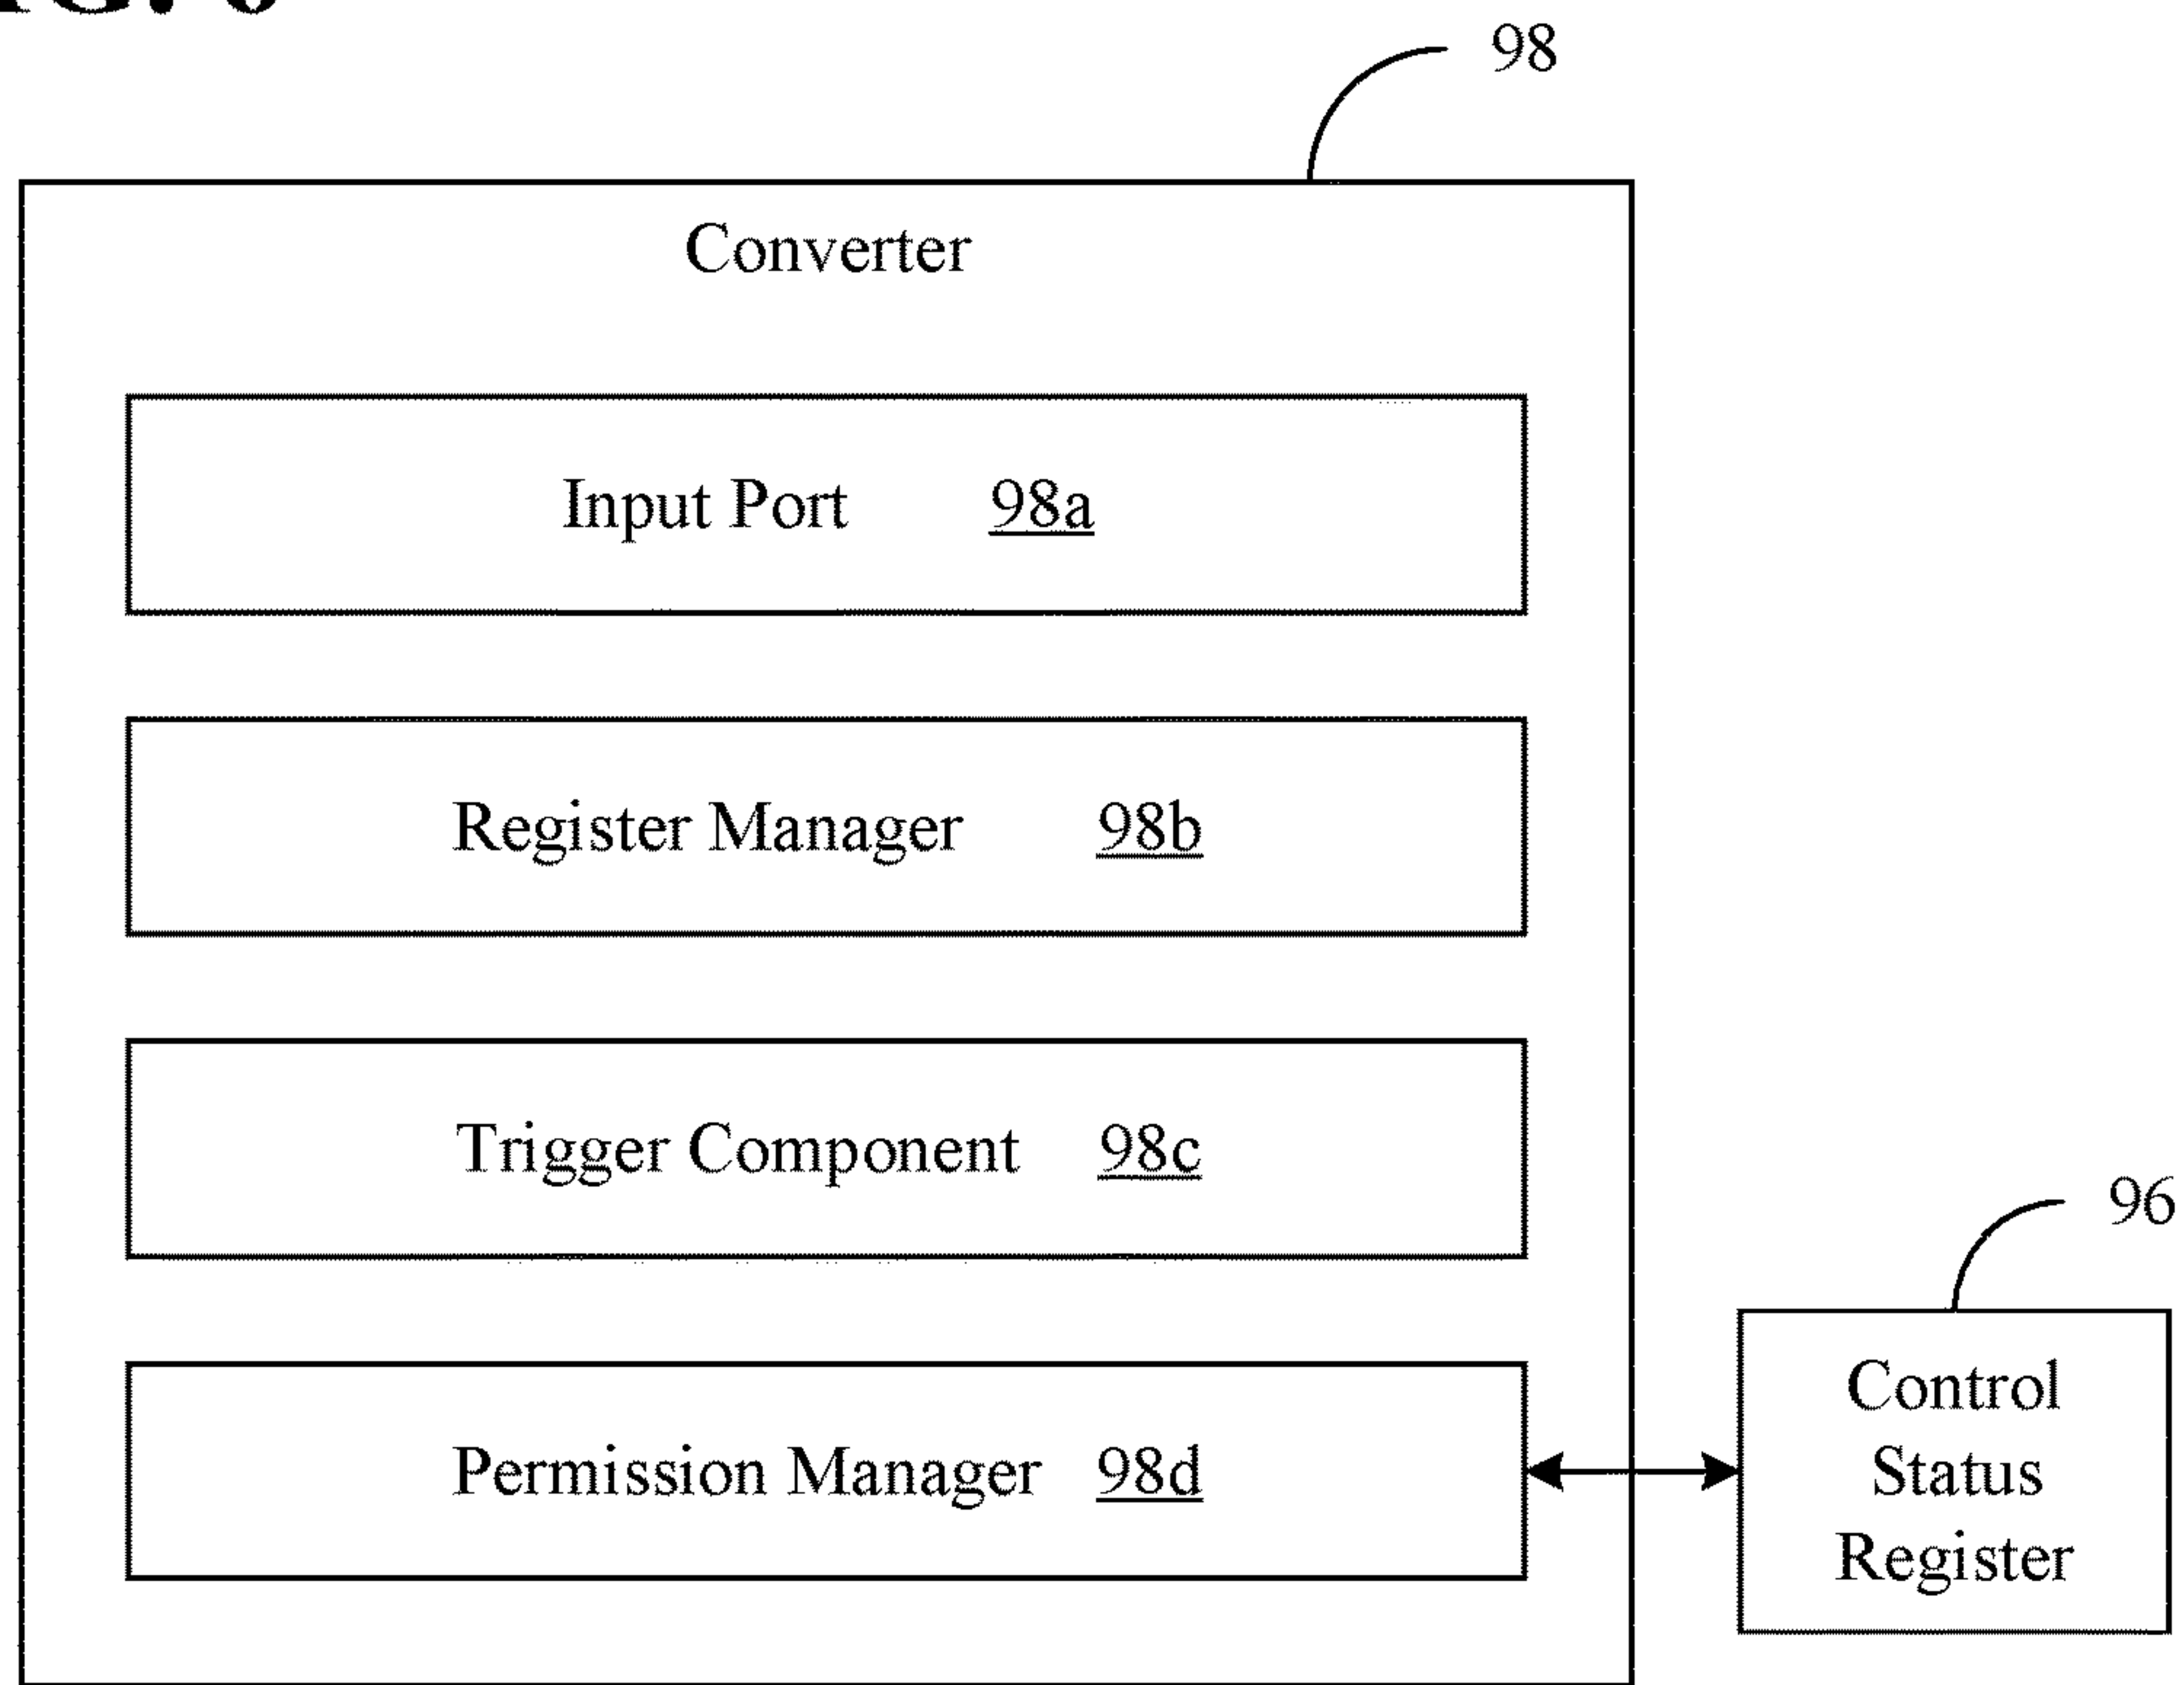 98
Converter
Input Port 98a
Register Manager 98b
Trigger Component 98c
96
Control
Status
Register
Permission Manager 98d